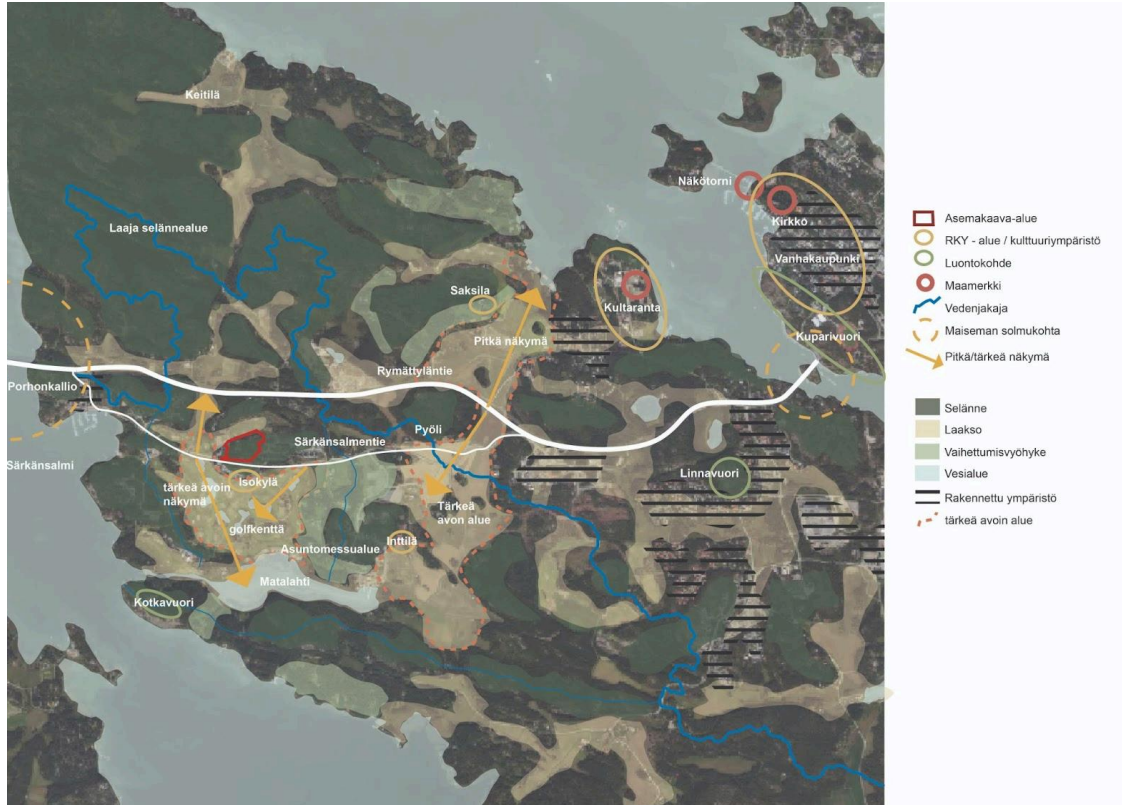 Keitilä
Näkötorni
Kirkko
Laaja selännealue
Vanhakaupunki
Saksila
Kultaranta
Kuparivuori
Pitkä näkymä
Rymättyläntie
Porhonkallio
Pyöli
Särkänsalmentie
Särkänsalmi
Isokylä
Linnavuori
tärkeä avoin
näkymä
Tärkeä
avon alue
golfkenttä
Inttilä
Asuntomessualue
Matalahti
Kotkavuori
Asemakaava-alue
RKY - alue / kulttuuriympäristö
Luontokohde
Maamerkki
Vedenjakaja
Maiseman solmukohta
Pitkä/tärkeä näkymä
Selänne
Laakso
Vaihettumisvyöhyke
Vesialue
Rakennettu ympäristö
tärkeä avoin alue